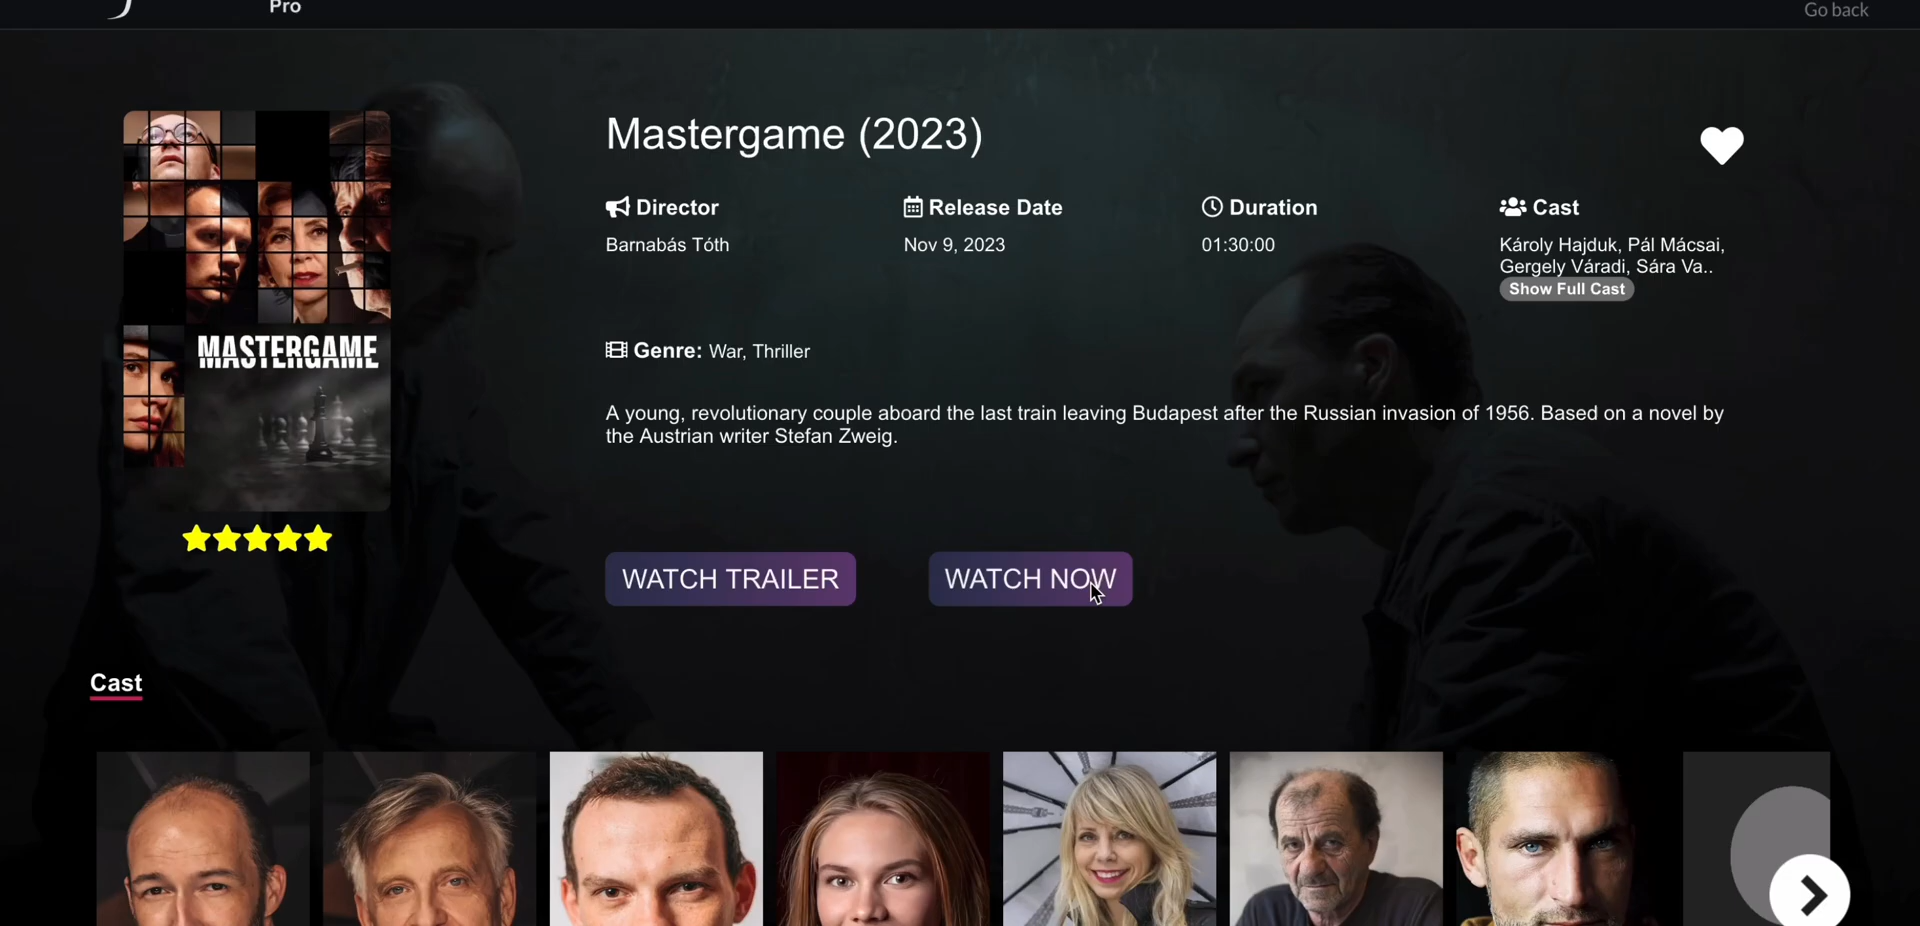 Pro
Go back
Mastergame (2023)
Director
Release Date
Duration
Cast
Barnabás Tóth
Nov 9, 2023
01:30:00
Károly Hajduk, Pál Mácsai,
Gergely Váradi, Sára Va..
Show Full Cast
MASTERGAME
Genre: War, Thriller
A young, revolutionary couple aboard the last train leaving Budapest after the Russian invasion of 1956. Based on a novel by
the Austrian writer Stefan Zweig.
WATCH TRAILER
WATCH NOW
Cast